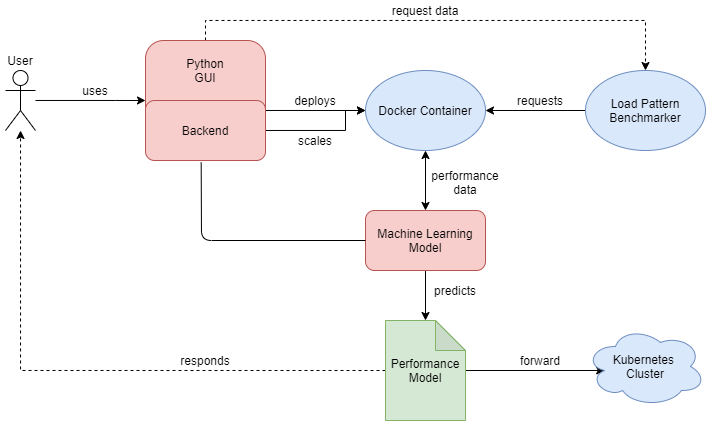 request data
User
Python
GUI
uses
deploys
Docker Container
requests
Load Pattern
Benchmarker
Backend
scales
performance
data
Machine Learning
Model
predicts
responds
Performance
Model
forward
Kubernetes
Cluster